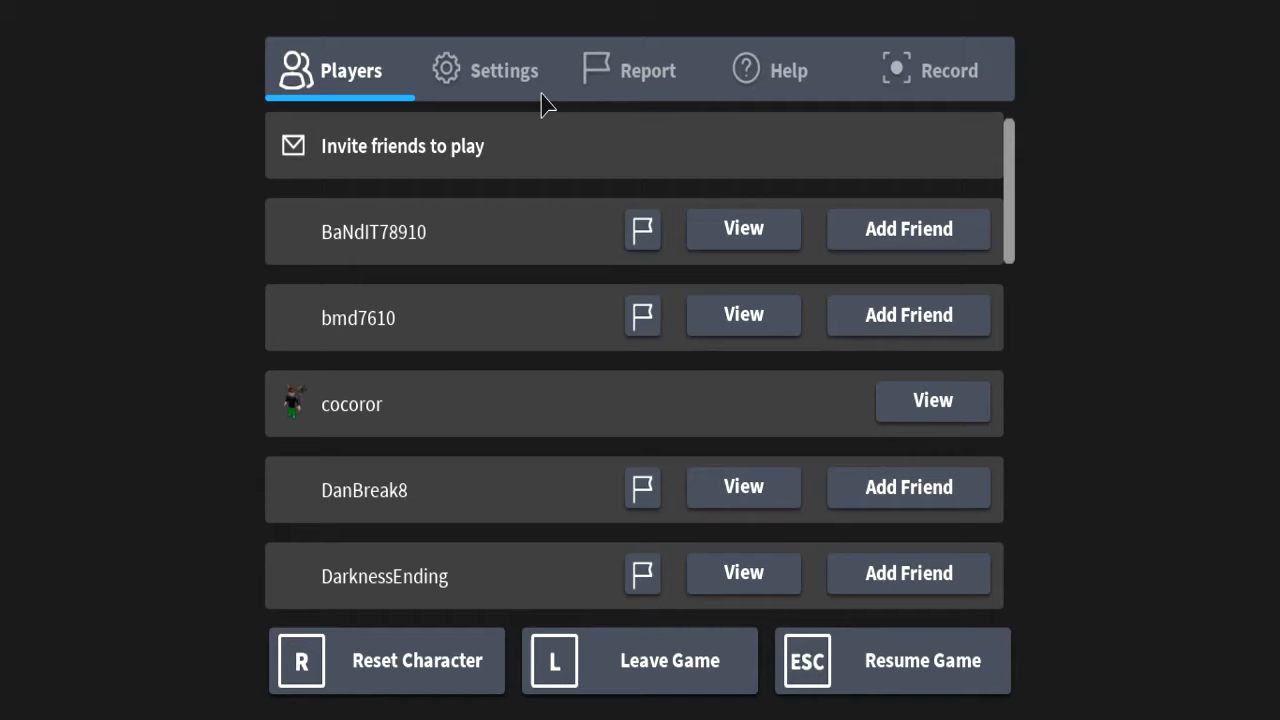 Players Settings Report Help Record
Invite friends to play
BaNdIT78910 View Add Friend
bmd7610 View Add Friend
cocoror View
DanBreak8 View Add Friend
DarknessEnding View Add Friend
R Reset Character L Leave Game ESC Resume Game